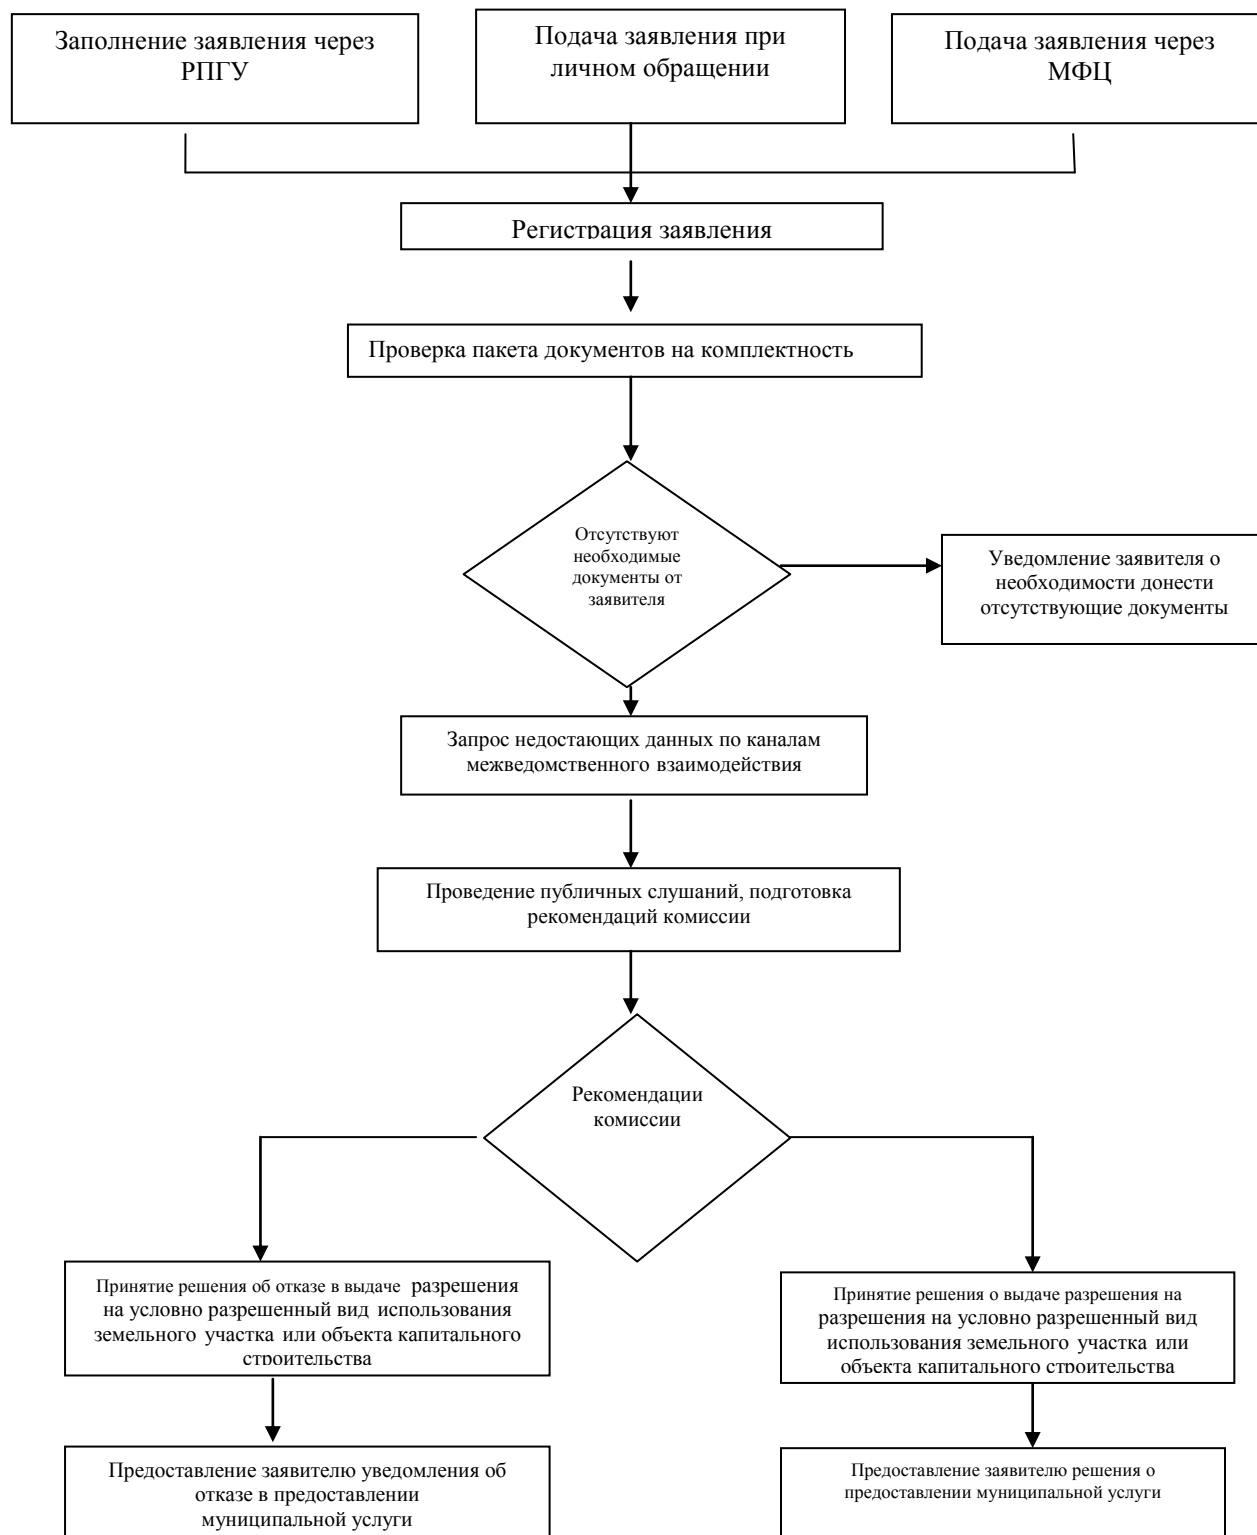 Заполнение заявления через
РПГУ
Подача заявления при
личном обращении
Подача заявления через
МФЦ
Регистрация заявления
Проверка пакета документов на комплектность
Отсутствуют
необходимые
документы от
заявителя
Уведомление заявителя о
необходимости донести
отсутствующие документы
Запрос недостающих данных по каналам
межведомственного взаимодействия
Проведение публичных слушаний, подготовка
рекомендаций комиссии
Рекомендации
комиссии
Принятие решения об отказе в выдаче разрешения
на условно разрешенный вид использования
земельного участка или объекта капитального
строительства
Принятие решения о выдаче разрешения на
разрешения на условно разрешенный вид
использования земельного участка или
объекта капитального строительства
Предоставление заявителю уведомления об
отказе в предоставлении
муниципальной услуги
Предоставление заявителю решения о
предоставлении муниципальной услуги